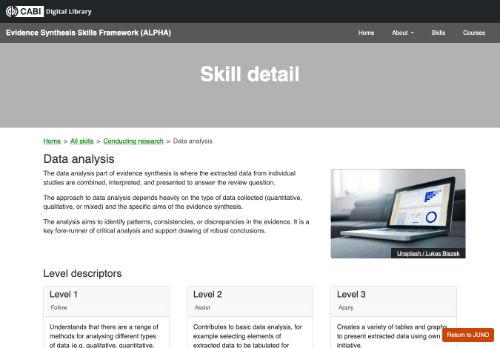 CABI Digital Library
Evidence Synthesis Skills Framework (ALPHA)
Home About Skills Courses
Skill detail
Home > All skills > Conducting research > Data analysis
Data analysis
The data analysis part of evidence synthesis is where the extracted data from individual
studies are combined, interpreted, and presented to answer the review question.
The approach to data analysis depends heavily on the type of data collected (quantitative,
qualitative, or mixed) and the specific aims of the evidence synthesis.
The analysis aims to identify patterns, consistencies, or discrepancies in the evidence. It is a
key fore-runner of critical analysis and support drawing of robust conclusions.
Unsplash / Lukas Blazek
Level descriptors
Level 1
Follow
Understands that there are a range of
methods for analysing different types
of data (e.g. qualitative, quantitative,
Level 2
Assist
Contributes to basic data analysis, for
example selecting elements of
extracted data to be tabulated for
Level 3
Apply
Creates a variety of tables and graphs
to present extracted data using own
initiative.
Return to JUNO